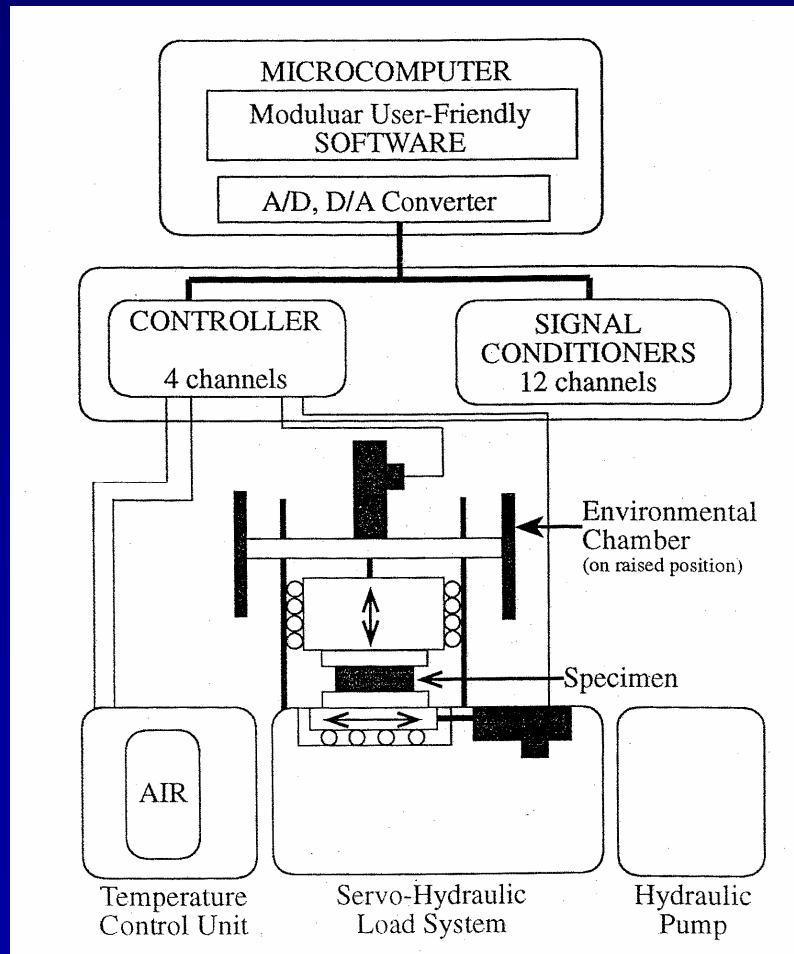 MICROCOMPUTER
Moduluar User-Friendly
SOFTWARE
A/D, D/A Converter
CONTROLLER
4 channels
SIGNAL
CONDITIONERS
12 channels
Environmental
Chamber
(on raised position)
Specimen
AIR
Temperature
Control Unit
Servo-Hydraulic
Load System
Hydraulic
Pump